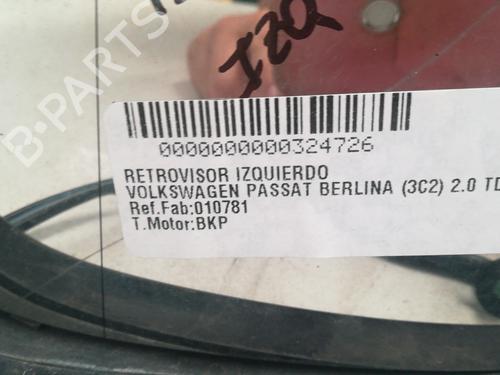 IZQ
B-PARTS
0000000000324726
RETROVISOR IZQUIERDO
VOLKSWAGEN PASSAT BERLINA (3C2) 2.0 TD
Ref.Fab:010781
T.Motor:BKP